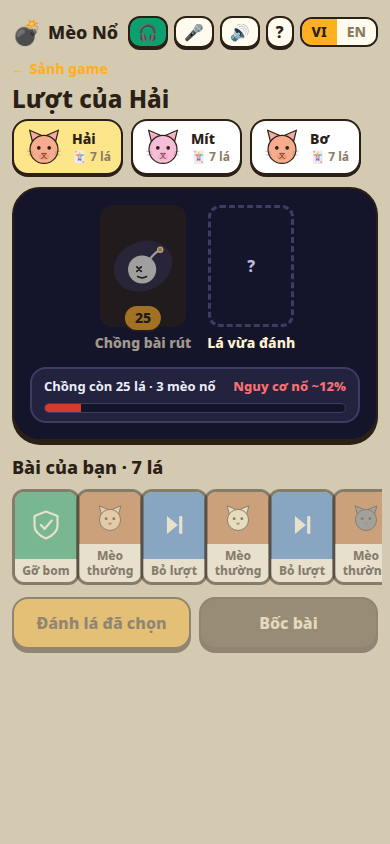 Mèo Nổ
?
VI EN
← Sảnh game
Lượt của Hải
Hải
7 lá
Mít
7 lá
Bơ
7 lá
25
?
Chồng bài rút
Lá vừa đánh
Chồng còn 25 lá · 3 mèo nổ
Nguy cơ nổ ~12%
Bài của bạn · 7 lá
Gỡ bom
Mèo
thường
Bỏ lượt
Mèo
thường
Bỏ lượt
Mèo
thườn
Đánh lá đã chọn
Bốc bài